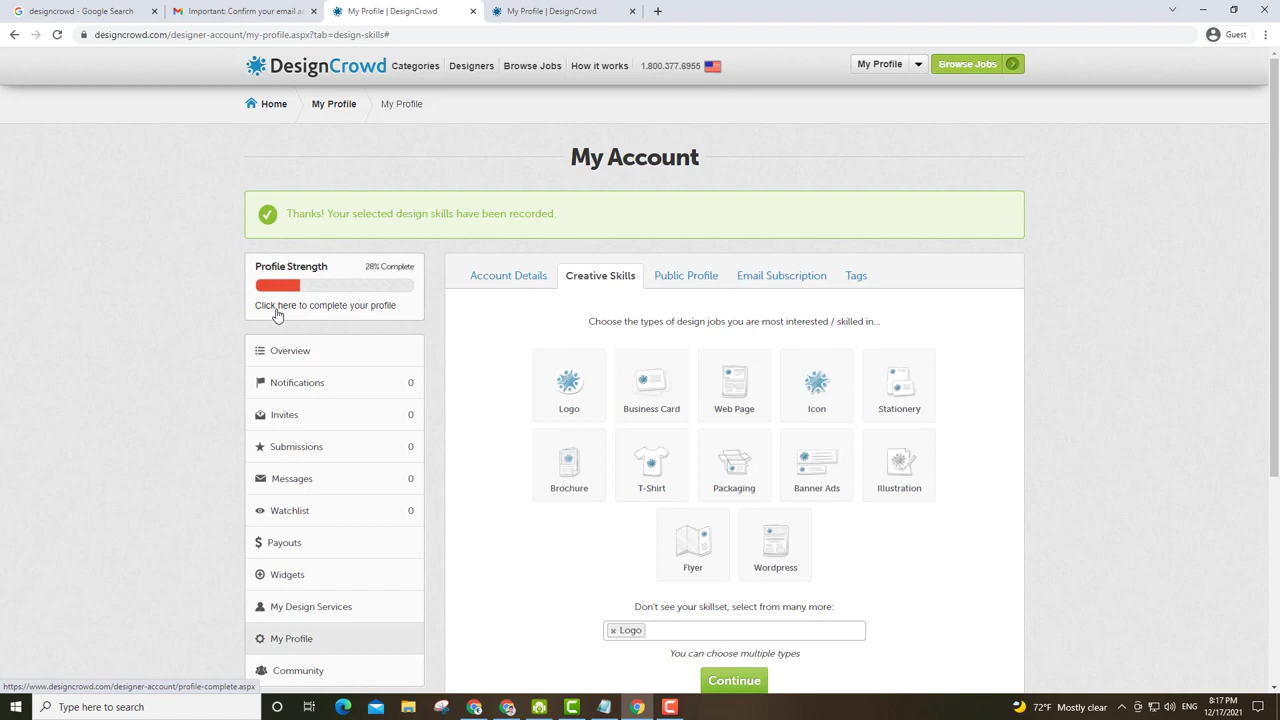 designcrowd - Google Search
Important: Confirm your email a
My Profile | DesignCrowd
My Profile | DesignCrowd
designcrowd.com/designer-account/my-profile.aspx?tab=design-skills#
Guest
DesignCrowd
Categories
Designers
Browse Jobs
How it works
1.800.377.6955
My Profile
Browse Jobs
Home
My Profile
My Profile
My Account
Thanks! Your selected design skills have been recorded.
Profile Strength
28% Complete
Click here to complete your profile
Overview
Notifications 0
Invites 0
Submissions 0
Messages 0
Watchlist 0
Payouts
Widgets
My Design Services
My Profile
Community
Account Details
Creative Skills
Public Profile
Email Subscription
Tags
Choose the types of design jobs you are most interested / skilled in...
Logo
Business Card
Web Page
Icon
Stationery
Brochure
T-Shirt
Packaging
Banner Ads
Illustration
Flyer
Wordpress
Don't see your skillset, select from many more:
× Logo
You can choose multiple types
Continue
https://www.designcrowd.com/designer-account/profile-complete.aspx
Type here to search
72°F Mostly clear
8:17 PM
12/17/2021